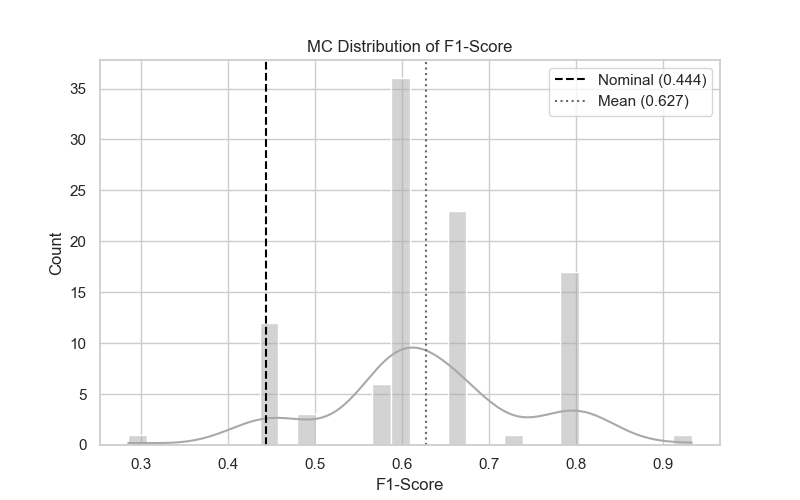 MC Distribution of F1-Score
Nominal (0.444)
Mean (0.627)
Count
35
30
25
20
15
10
5
0
0.3 0.4 0.5 0.6 0.7 0.8 0.9
F1-Score